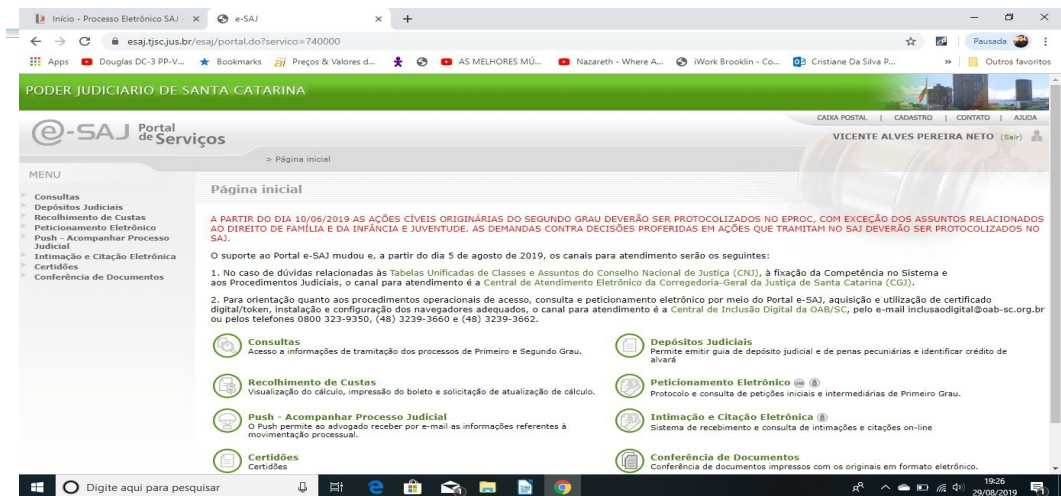 Início - Processo Eletrônico SAJ
e-SAJ
esaj.tjsc.jus.br/esaj/portal.do?servico=740000
Pausada
Apps
Douglas DC-3 PP-V...
Bookmarks
Preços & Valores d...
AS MELHORES MÚ...
Nazareth - Where A...
iWork Brooklin - Co...
Cristiane Da Silva P...
Outros favoritos
PODER JUDICIÁRIO DE SANTA CATARINA
CAIXA POSTAL | CADASTRO | CONTATO | AJUDA
e-SAJ Portal de Serviços
VICENTE ALVES PEREIRA NETO (Sair)
> Página inicial
MENU
Consultas
Depósitos Judiciais
Recolhimento de Custas
Peticionamento Eletrônico
Push - Acompanhar Processo
Judicial
Intimação e Citação Eletrônica
Certidões
Conferência de Documentos
Página inicial
A PARTIR DO DIA 10/06/2019 AS AÇÕES CÍVEIS ORIGINÁRIAS DO SEGUNDO GRAU DEVERÃO SER PROTOCOLIZADOS NO EPROC, COM EXCEÇÃO DOS ASSUNTOS RELACIONADOS
AO DIREITO DE FAMÍLIA E DA INFÂNCIA E JUVENTUDE. AS DEMANDAS CONTRA DECISÕES PROFERIDAS EM AÇÕES QUE TRAMITAM NO SAJ DEVERÃO SER PROTOCOLIZADOS NO
SAJ.
O suporte ao Portal e-SAJ mudou e, a partir do dia 5 de agosto de 2019, os canais para atendimento serão os seguintes:
1. No caso de dúvidas relacionadas às Tabelas Unificadas de Classes e Assuntos do Conselho Nacional de Justiça (CNJ), à fixação da Competência no Sistema e
aos Procedimentos Judiciais, o canal para atendimento é a Central de Atendimento Eletrônico da Corregedoria-Geral da Justiça de Santa Catarina (CGJ).
2. Para orientação quanto aos procedimentos operacionais de acesso, consulta e peticionamento eletrônico por meio do Portal e-SAJ, aquisição e utilização de certificado
digital/token, instalação e configuração dos navegadores adequados, o canal para atendimento é a Central de Inclusão Digital da OAB/SC, pelo e-mail inclusaodigital@oab-sc.org.br
ou pelos telefones 0800 323-9350, (48) 3239-3660 e (48) 3239-3662.
Consultas
Acesso a informações de tramitação dos processos de Primeiro e Segundo Grau.
Depósitos Judiciais
Permite emitir guia de depósito judicial e de penas pecuniárias e identificar crédito de
alvará
Recolhimento de Custas
Visualização do cálculo, impressão do boleto e solicitação de atualização de cálculo.
Peticionamento Eletrônico
Protocolo e consulta de petições iniciais e intermediárias de Primeiro Grau.
Push - Acompanhar Processo Judicial
O Push permite ao advogado receber por e-mail as informações referentes à
movimentação processual.
Intimação e Citação Eletrônica
Sistema de recebimento e consulta de intimações e citações on-line
Certidões
Certidões
Conferência de Documentos
Conferência de documentos impressos com os originais em formato eletrônico.
Digite aqui para pesquisar
19:26
29/08/2019